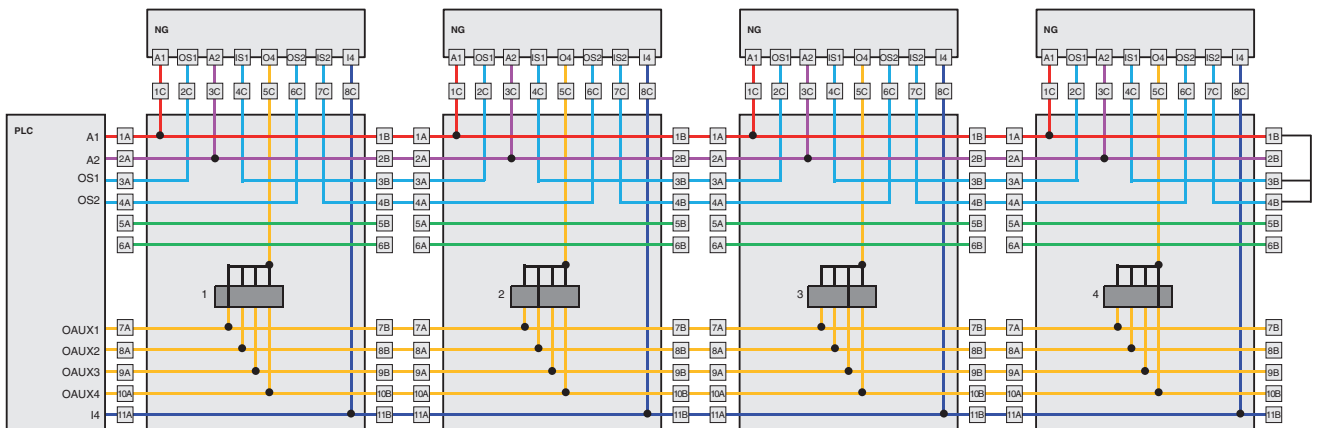 NG NG NG NG
A1 OS1 A2 IS1 O4 OS2 IS2 I4 A1 OS1 A2 IS1 O4 OS2 IS2 I4 A1 OS1 A2 IS1 O4 OS2 IS2 I4 A1 OS1 A2 IS1 O4 OS2 IS2 I4
1C 2C 3C 4C 5C 6C 7C 8C 1C 2C 3C 4C 5C 6C 7C 8C 1C 2C 3C 4C 5C 6C 7C 8C 1C 2C 3C 4C 5C 6C 7C 8C
PLC
A1 1A 1B 1A 1B 1A 1B 1A 1B
A2 2A 2B 2A 2B 2A 2B 2A 2B
OS1 3A 3B 3A 3B 3A 3B 3A 3B
OS2 4A 4B 4A 4B 4A 4B 4A 4B
5A 5B 5A 5B 5A 5B 5A 5B
6A 6B 6A 6B 6A 6B 6A 6B
1 2 3 4
OAUX1 7A 7B 7A 7B 7A 7B 7A 7B
OAUX2 8A 8B 8A 8B 8A 8B 8A 8B
OAUX3 9A 9B 9A 9B 9A 9B 9A 9B
OAUX4 10A 10B 10A 10B 10A 10B 10A 10B
I4 11A 11B 11A 11B 11A 11B 11A 11B